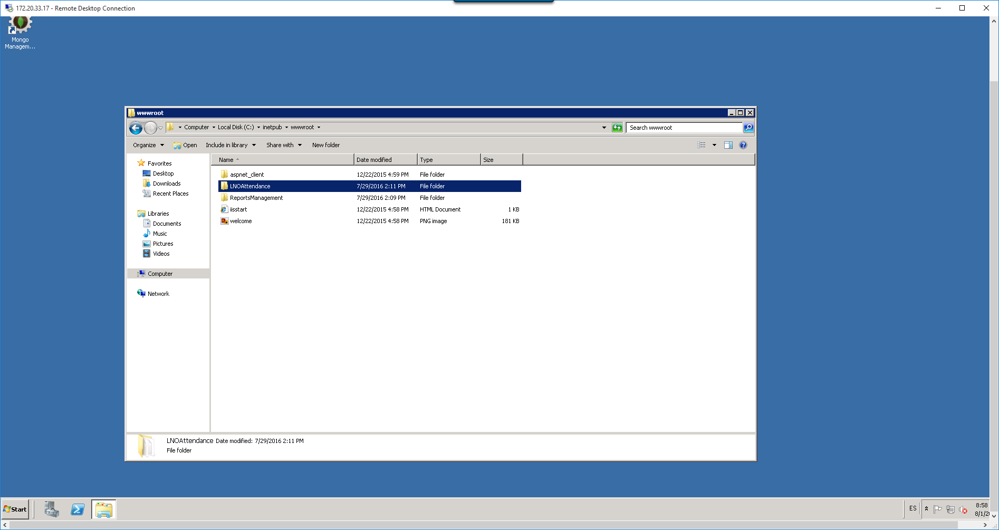 172.20.33.17 - Remote Desktop Connection
Mongo
Managem...
wwwroot
Computer Local Disk (C:) inetpub wwwroot
Search wwwroot
Organize Open Include in library Share with New folder
Name Date modified Type Size
Favorites
Desktop
Downloads
Recent Places
Libraries
Documents
Music
Pictures
Videos
Computer
Network
aspnet_client 12/22/2015 4:59 PM File folder
LNOAttendance 7/29/2016 2:11 PM File folder
ReportsManagement 7/29/2016 2:09 PM File folder
iisstart 12/22/2015 4:58 PM HTML Document 1 KB
welcome 12/22/2015 4:58 PM PNG image 181 KB
LNOAttendance Date modified: 7/29/2016 2:11 PM
File folder
Start
ES
8:58
8/1/20